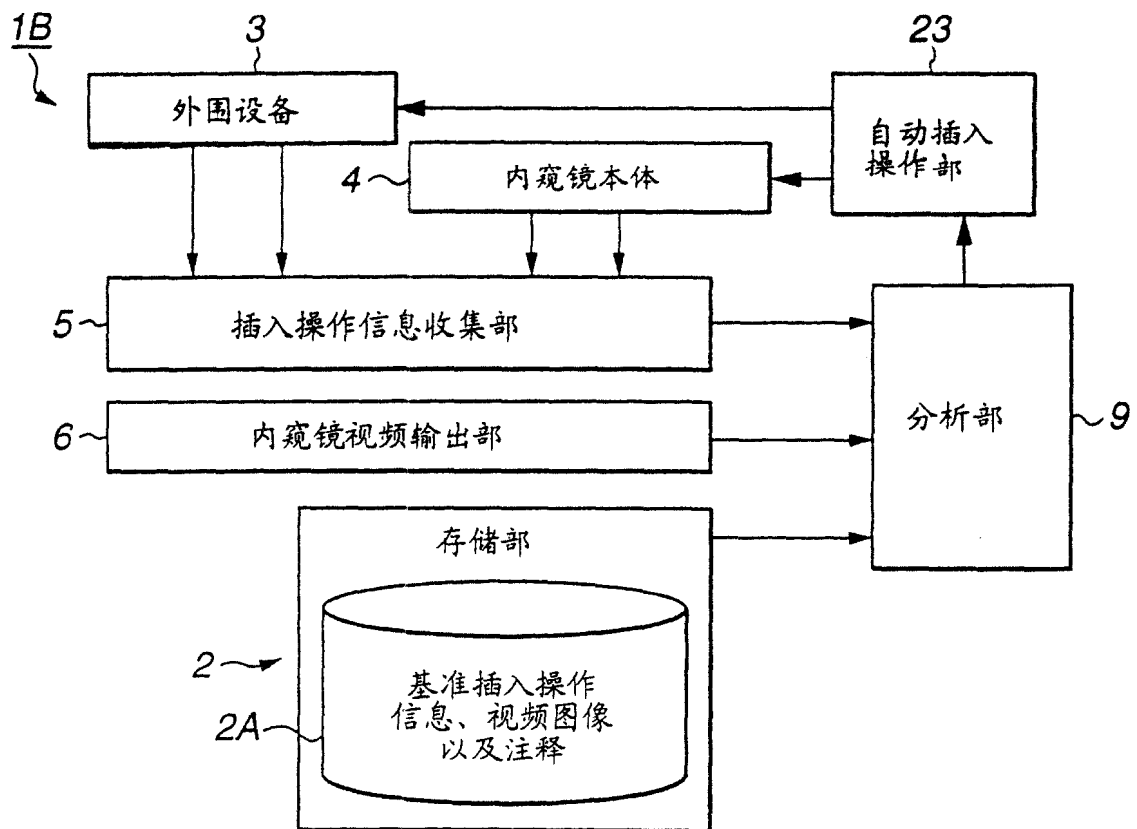 1B
3
23
外围设备
自动插入
操作部
4
内窥镜本体
5
插入操作信息收集部
6
内窥镜视频输出部
分析部
9
存储部
2
2A
基准插入操作
信息、视频图像
以及注释